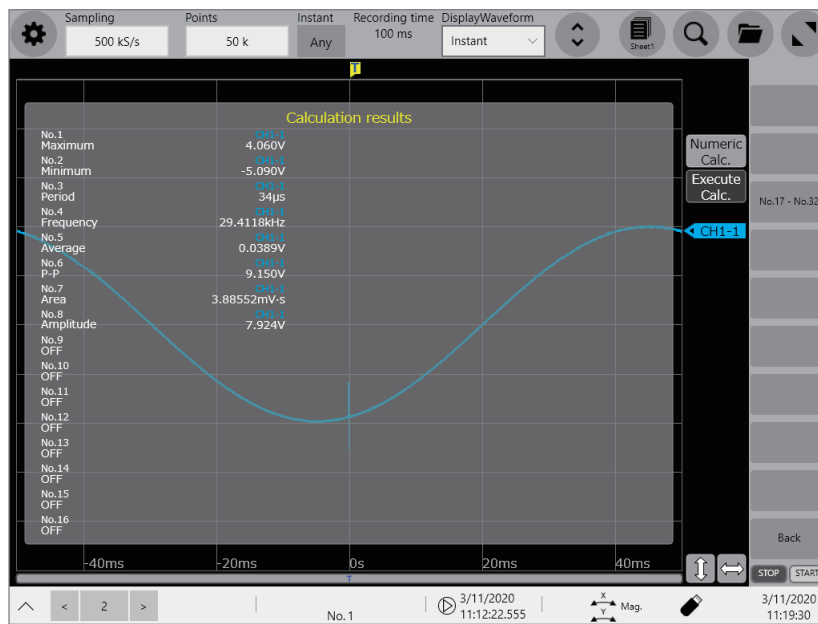 Sampling Points Instant Recording time DisplayWaveform
500 kS/s 50 k Any 100 ms Instant
Sheet1
T
Calculation results
No.1 CH1-1
Maximum 4.060V
No.2 CH1-1
Minimum -5.090V
No.3 CH1-1
Period 34μs
No.4 CH1-1
Frequency 29.4118kHz
No.5 CH1-1
Average 0.0389V
No.6 CH1-1
P-P 9.150V
No.7 CH1-1
Area 3.88552mV·s
No.8 CH1-1
Amplitude 7.924V
No.9
OFF
No.10
OFF
No.11
OFF
No.12
OFF
No.13
OFF
No.14
OFF
No.15
OFF
No.16
OFF
Numeric
Calc.
Execute
Calc.
No.17 - No.32
CH1-1
Back
-40ms -20ms 0s 20ms 40ms
T
STOP START
< 2 >
No.1
3/11/2020
11:12:22.555
X
Y
Mag.
3/11/2020
11:19:30